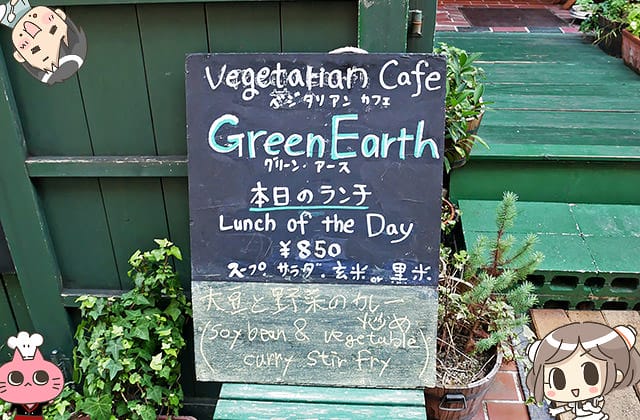 Vegetarian Cafe
ベジタリアン カフェ
GreenEarth
グリーン・アース
本日のランチ
Lunch of the Day
¥850
スープ サラダ 玄米 or 黒米
大豆と野菜のカレー
炒め
(soybean & vegetable
curry stir fry)